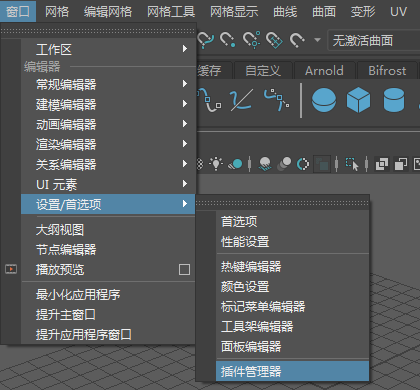 窗口 网格 编辑网格 网格工具 网格显示 曲线 曲面 变形 UV
无激活曲面
缓存 自定义 Arnold Bifrost
工作区
编辑器
常规编辑器
建模编辑器
动画编辑器
渲染编辑器
关系编辑器
UI 元素
设置/首选项
大纲视图
节点编辑器
播放预览
最小化应用程序
提升主窗口
提升应用程序窗口
首选项
性能设置
热键编辑器
颜色设置
标记菜单编辑器
工具架编辑器
面板编辑器
插件管理器